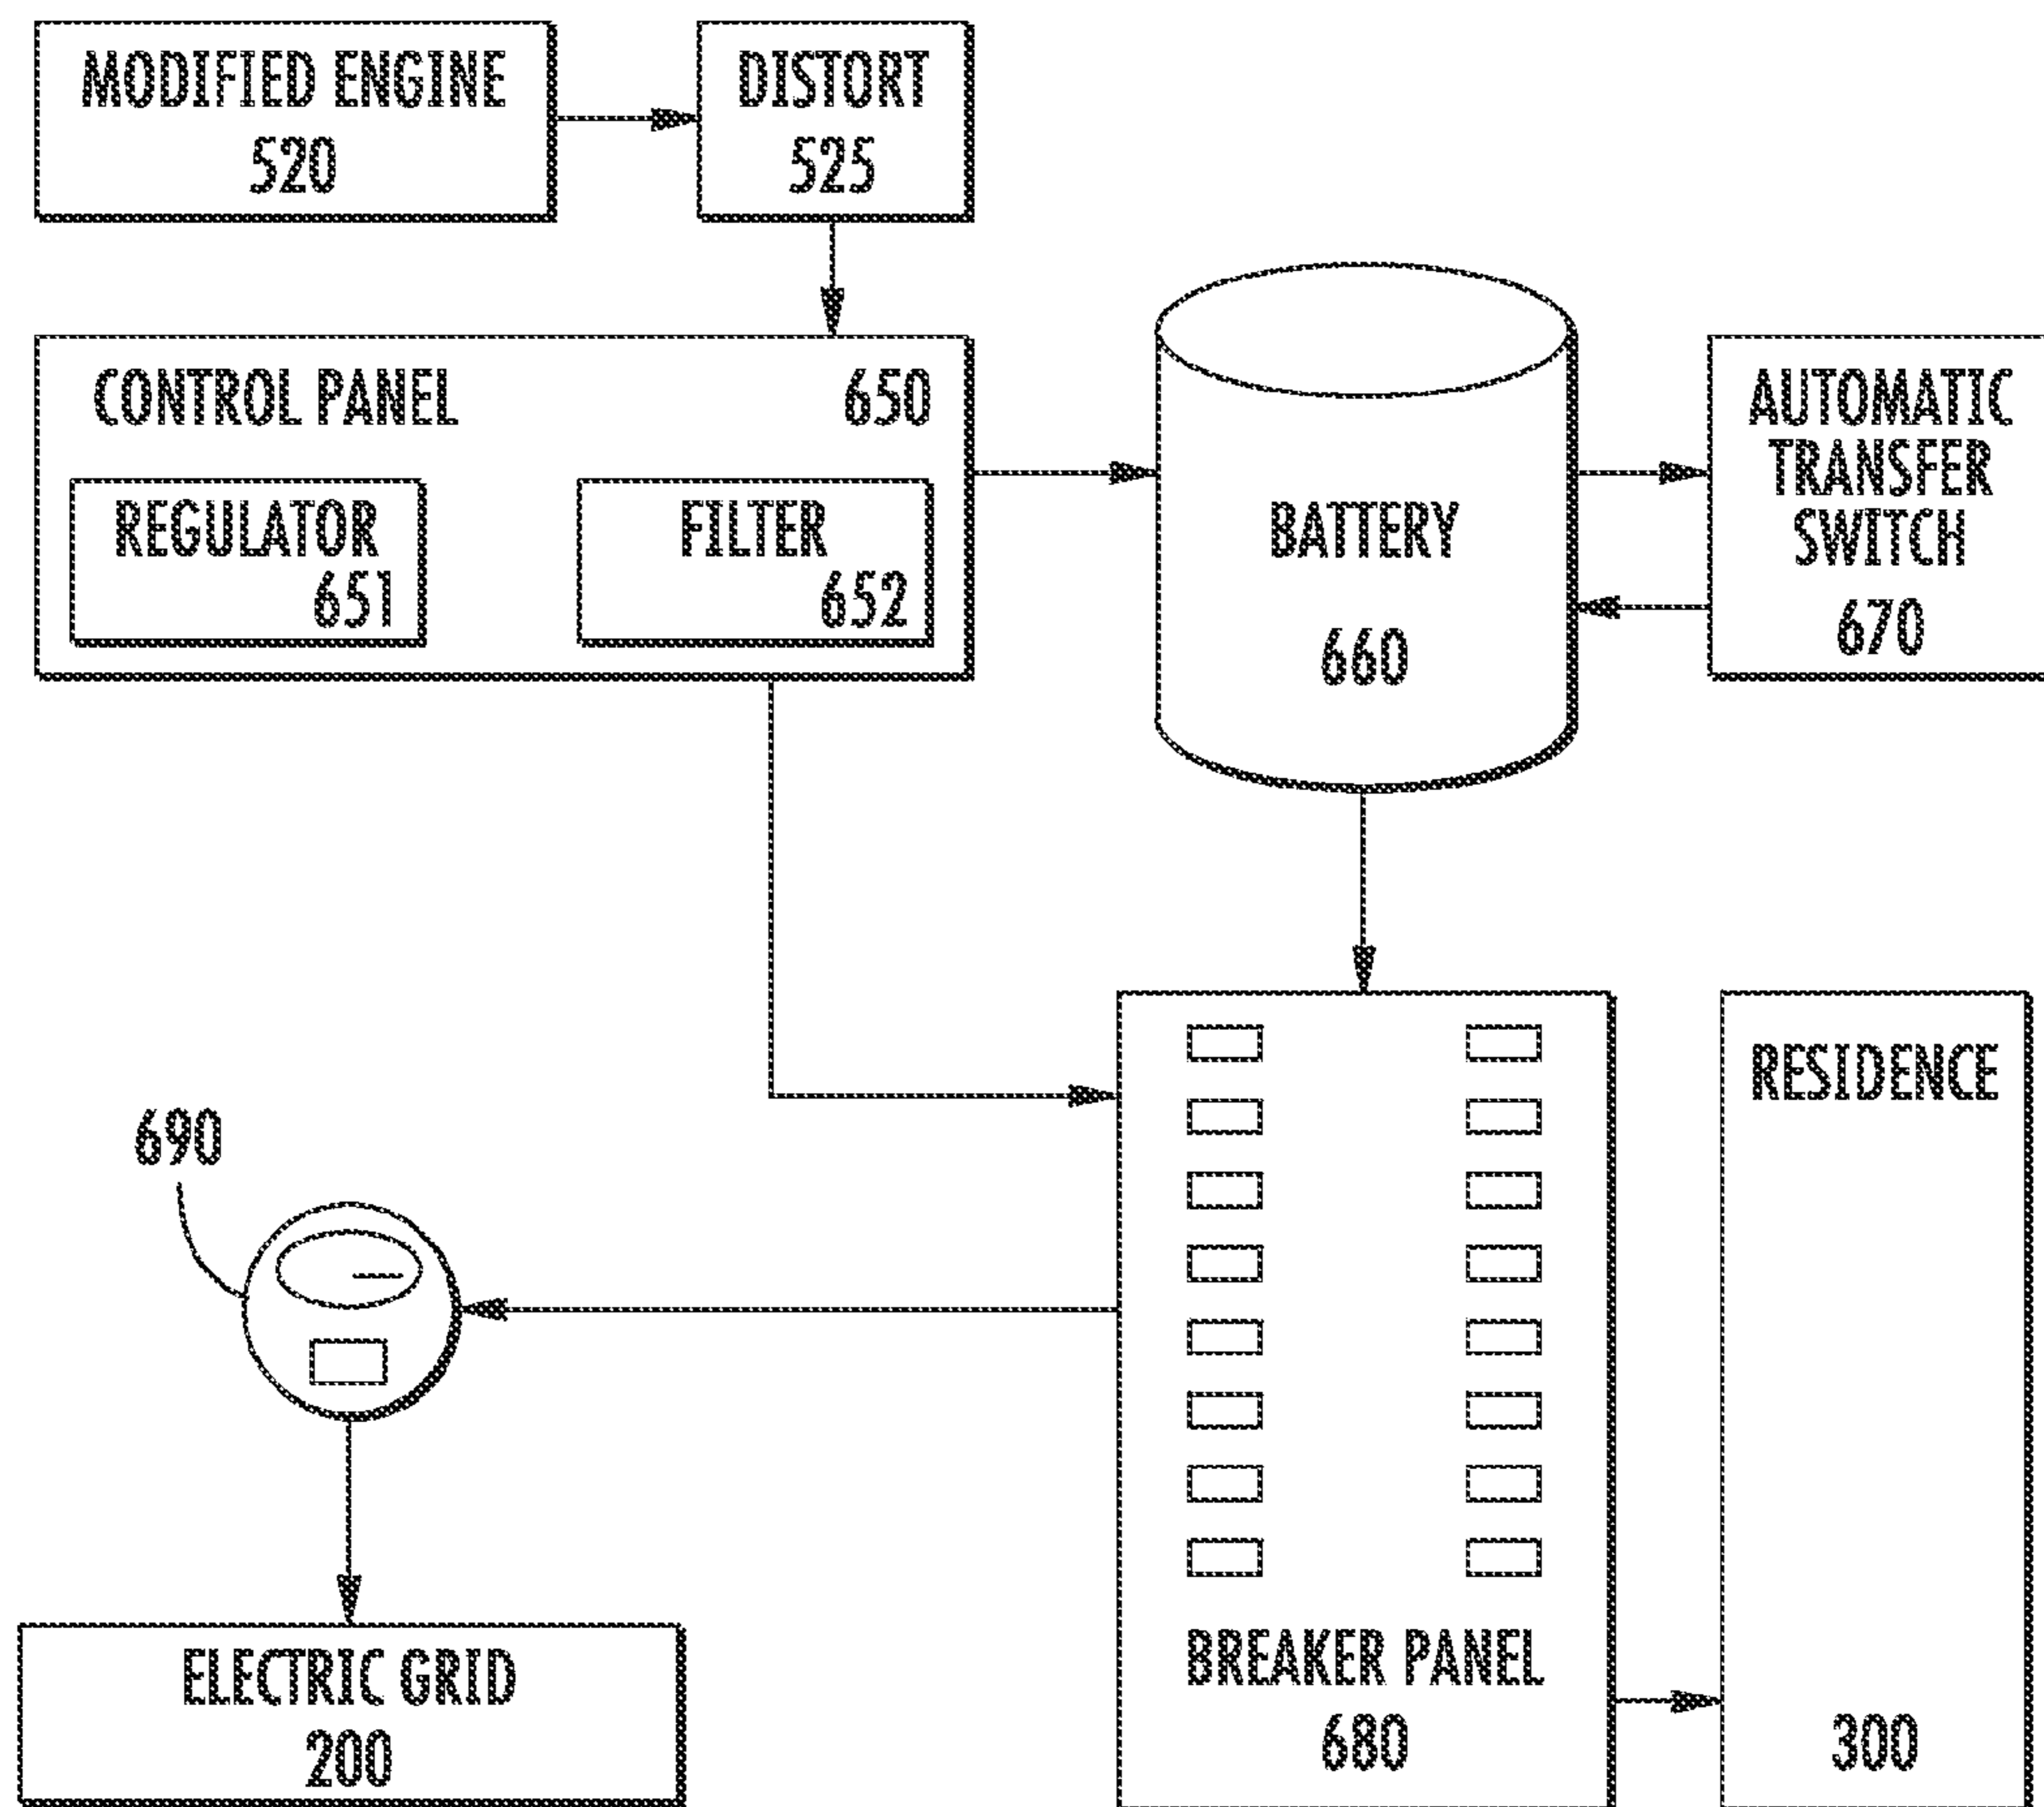 MODIFIED ENGINE
520
DISTORT
525
CONTROL PANEL 650
REGULATOR
651
FILTER
652
BATTERY
660
AUTOMATIC
TRANSFER
SWITCH
670
690
BREAKER PANEL
680
RESIDENCE
300
ELECTRIC GRID
200